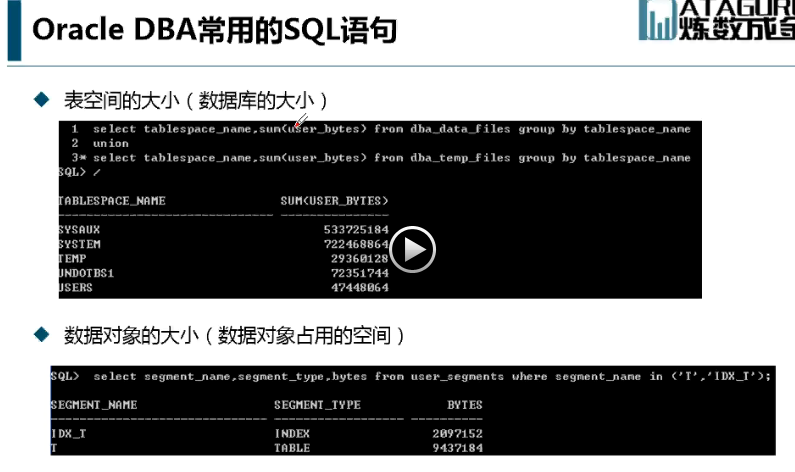 Oracle DBA常用的SQL语句
ATAGURU
炼数成金
表空间的大小（数据库的大小）
1 select tablespace_name,sum(user_bytes) from dba_data_files group by tablespace_name
2 union
3* select tablespace_name,sum(user_bytes) from dba_temp_files group by tablespace_name
SQL> /
TABLESPACE_NAME SUM(USER_BYTES)
------------------------------ ---------------
SYSAUX 533725184
SYSTEM 722468864
TEMP 29360128
UNDOTBS1 72351744
USERS 47448064
数据对象的大小（数据对象占用的空间）
SQL> select segment_name,segment_type,bytes from user_segments where segment_name in ('T','IDX_T');
SEGMENT_NAME SEGMENT_TYPE BYTES
------------------------------ ------------------ ----------
IDX_T INDEX 2097152
T TABLE 9437184